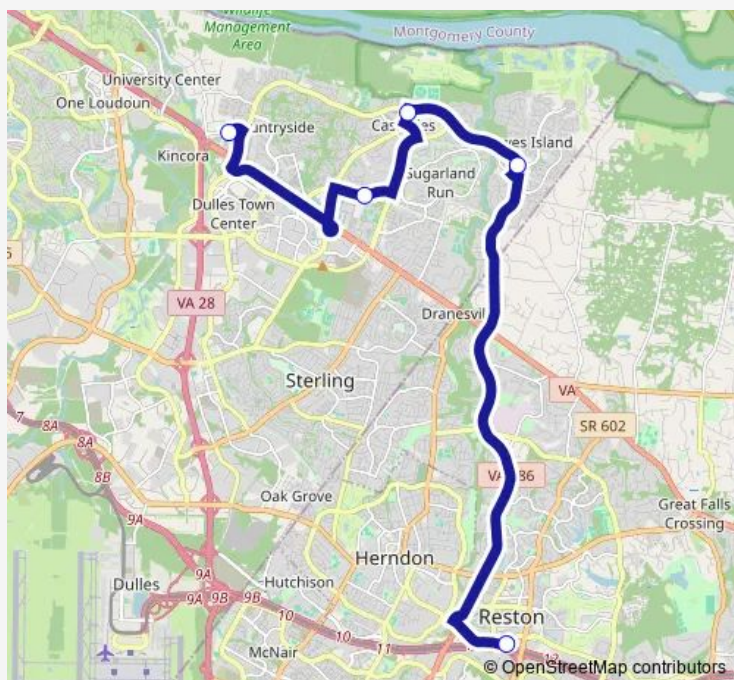 Management
Area
Montgomery County
University Center
One Loudoun
Kincora
Dulles Town
Center
Sugarland
Run
VA 28
Dranesvil
VA
Sterling
SR 602
7
8A
8A
8B
9A
Oak Grove
Great Falls
Crossing
Herndon
Dulles
9A
9A
9B
9B
Hutchison
10
10
11
Reston
McNair
12
© OpenStreetMap contributors